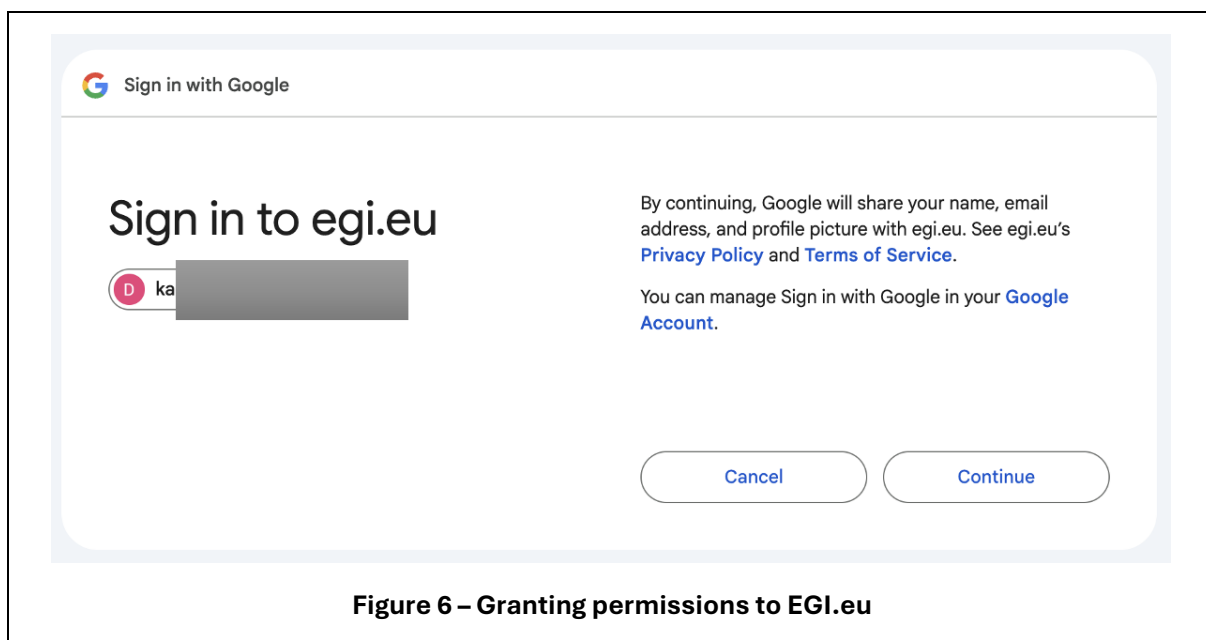 Sign in with Google
Sign in to egi.eu
D ka
By continuing, Google will share your name, email
address, and profile picture with egi.eu. See egi.eu's
Privacy Policy and Terms of Service.
You can manage Sign in with Google in your Google
Account.
Cancel
Continue
Figure 6 – Granting permissions to EGI.eu